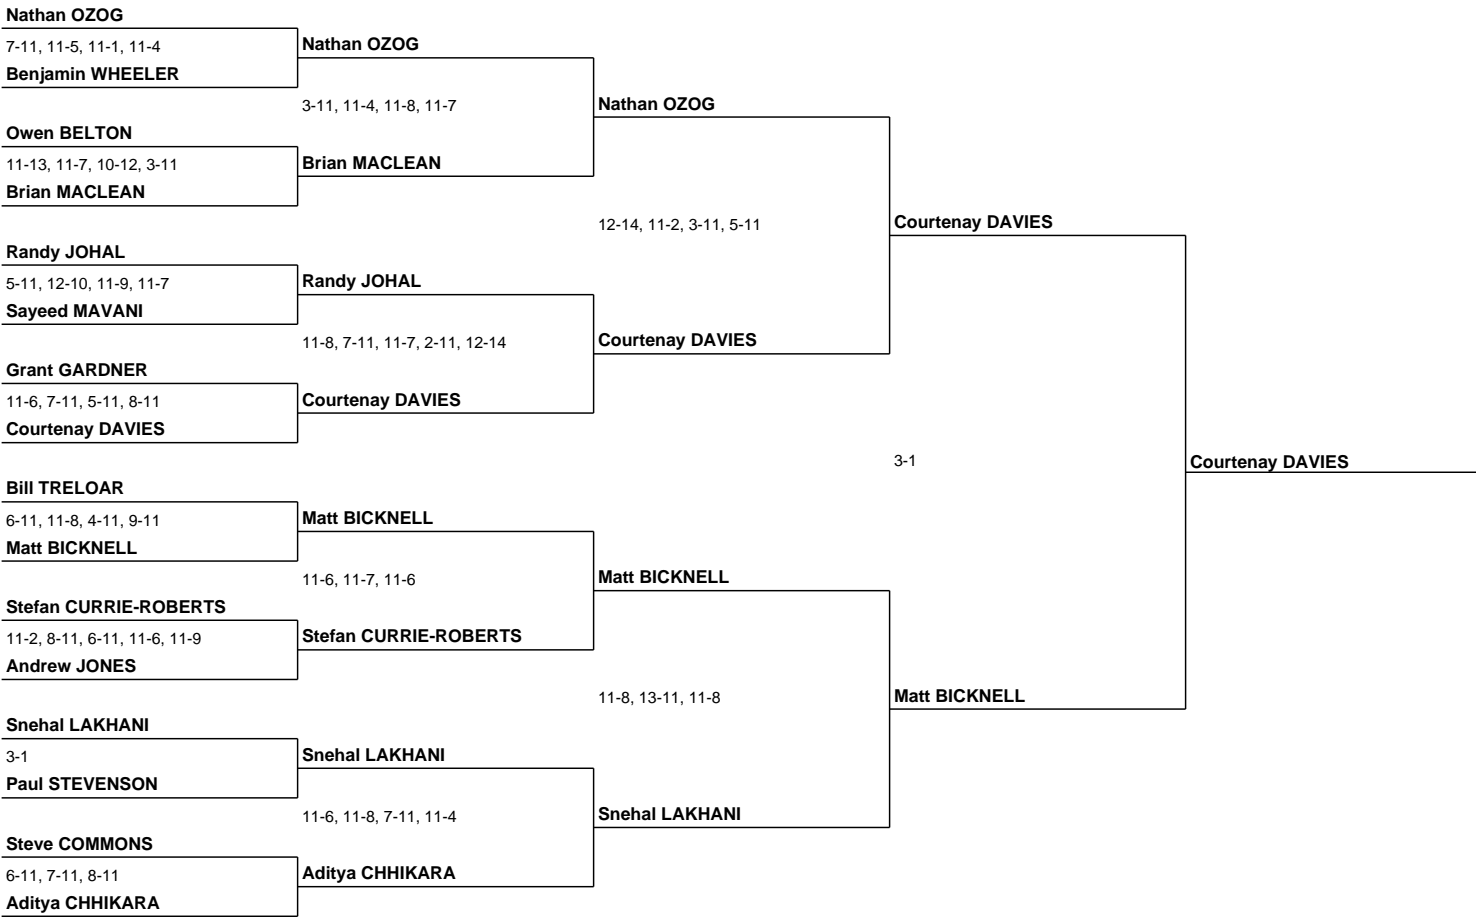 Nathan OZOG
7-11, 11-5, 11-1, 11-4
Benjamin WHEELER
Owen BELTON
11-13, 11-7, 10-12, 3-11
Brian MACLEAN
Randy JOHAL
5-11, 12-10, 11-9, 11-7
Sayeed MAVANI
Grant GARDNER
11-6, 7-11, 5-11, 8-11
Courtenay DAVIES
Bill TRELOAR
6-11, 11-8, 4-11, 9-11
Matt BICKNELL
Stefan CURRIE-ROBERTS
11-2, 8-11, 6-11, 11-6, 11-9
Andrew JONES
Snehal LAKHANI
3-1
Paul STEVENSON
Steve COMMONS
6-11, 7-11, 8-11
Aditya CHHIKARA
Nathan OZOG
3-11, 11-4, 11-8, 11-7
Brian MACLEAN
Randy JOHAL
11-8, 7-11, 11-7, 2-11, 12-14
Courtenay DAVIES
Matt BICKNELL
11-6, 11-7, 11-6
Stefan CURRIE-ROBERTS
Snehal LAKHANI
11-6, 11-8, 7-11, 11-4
Aditya CHHIKARA
Nathan OZOG
12-14, 11-2, 3-11, 5-11
Courtenay DAVIES
Matt BICKNELL
11-8, 13-11, 11-8
Snehal LAKHANI
Courtenay DAVIES
3-1
Matt BICKNELL
Courtenay DAVIES